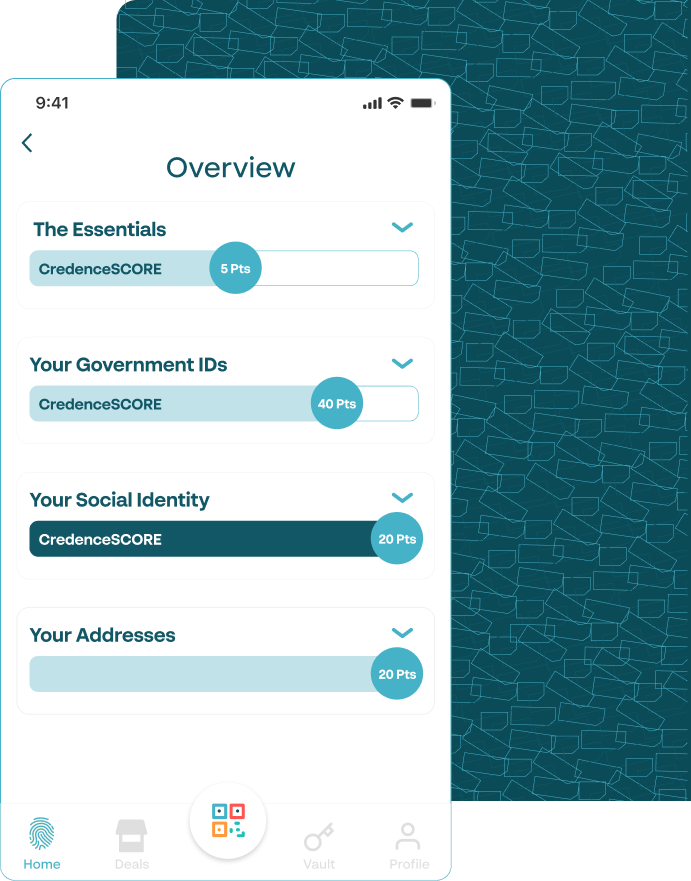 9:41
Overview
The Essentials
CredenceSCORE
5 Pts
Your Government IDs
CredenceSCORE
40 Pts
Your Social Identity
CredenceSCORE
20 Pts
Your Addresses
20 Pts
Home
Deals
Vault
Profile